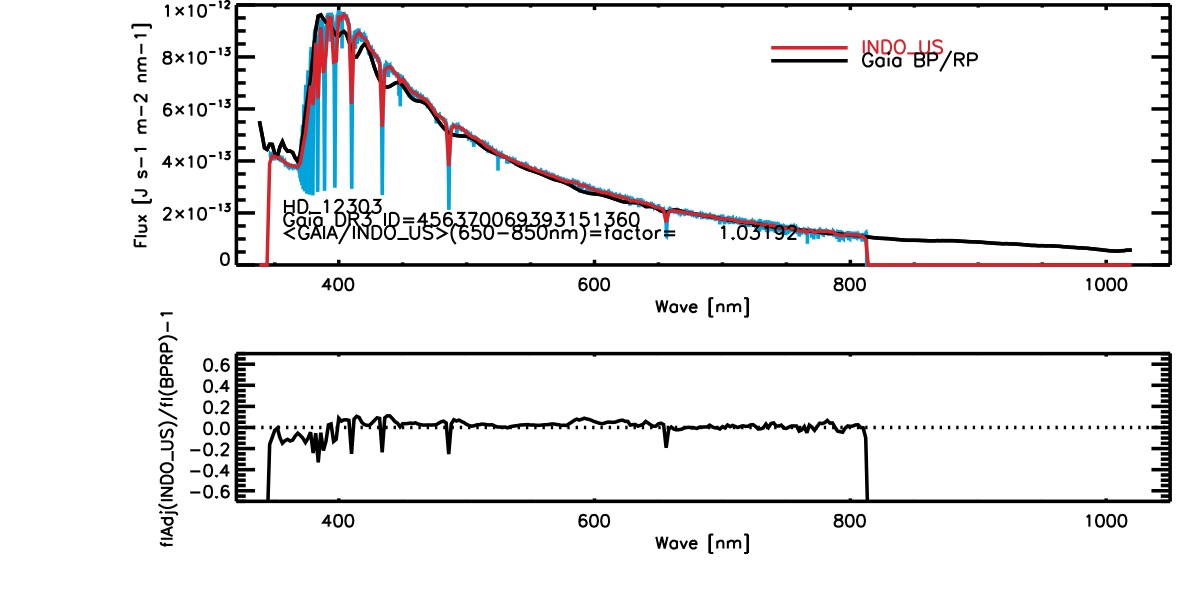 1×10⁻¹²
8×10⁻¹³
6×10⁻¹³
4×10⁻¹³
2×10⁻¹³
0
Flux [J s−1 m−2 nm−1]
INDO_US
Gaia BP/RP
HD_12303
Gaia DR3 ID=456370069393151360
<GAIA/INDO_US>(650−850nm)=factor= 1.03192
400 600 800 1000
Wave [nm]
flAdj(INDO_US)/fl(BPRP)−1
0.6
0.4
0.2
0.0
−0.2
−0.4
−0.6
400 600 800 1000
Wave [nm]